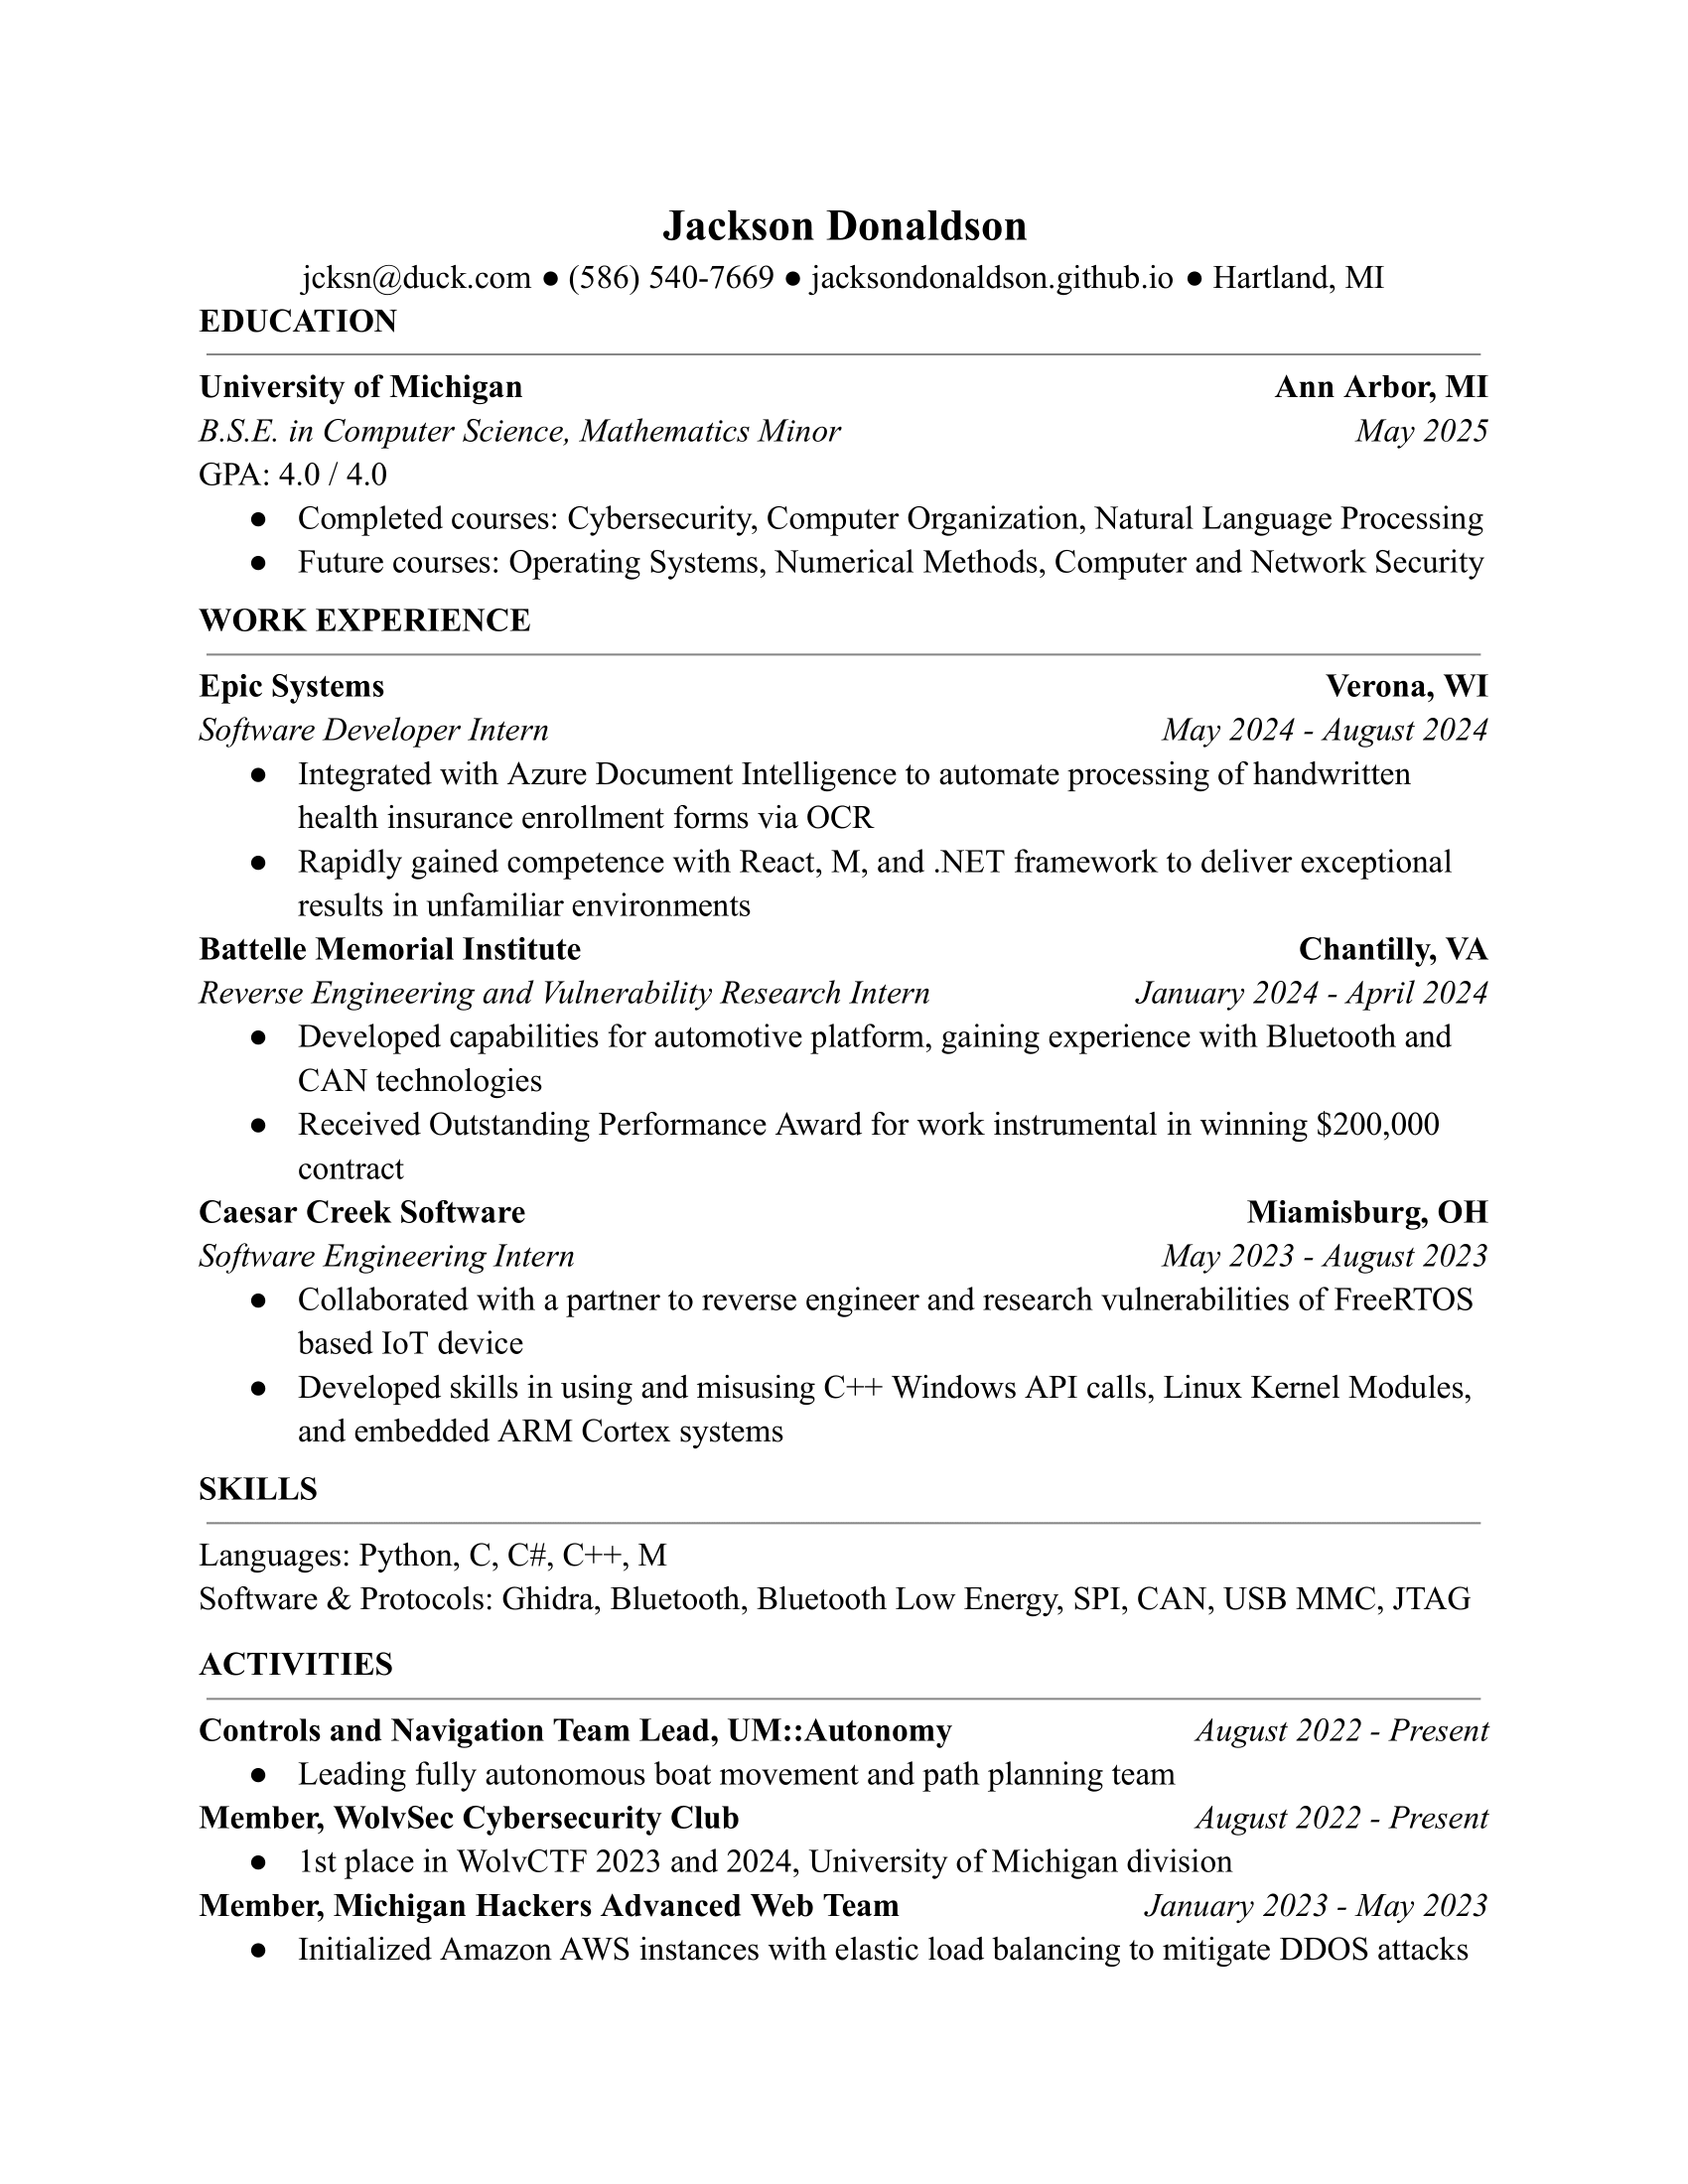 Jackson Donaldson
jcksn@duck.com ● (586) 540-7669 ● jacksondonaldson.github.io ● Hartland, MI
EDUCATION
University of Michigan Ann Arbor, MI
B.S.E. in Computer Science, Mathematics Minor May 2025
GPA: 4.0 / 4.0
● Completed courses: Cybersecurity, Computer Organization, Natural Language Processing
● Future courses: Operating Systems, Numerical Methods, Computer and Network Security
WORK EXPERIENCE
Epic Systems Verona, WI
Software Developer Intern May 2024 - August 2024
● Integrated with Azure Document Intelligence to automate processing of handwritten
health insurance enrollment forms via OCR
● Rapidly gained competence with React, M, and .NET framework to deliver exceptional
results in unfamiliar environments
Battelle Memorial Institute Chantilly, VA
Reverse Engineering and Vulnerability Research Intern January 2024 - April 2024
● Developed capabilities for automotive platform, gaining experience with Bluetooth and
CAN technologies
● Received Outstanding Performance Award for work instrumental in winning $200,000
contract
Caesar Creek Software Miamisburg, OH
Software Engineering Intern May 2023 - August 2023
● Collaborated with a partner to reverse engineer and research vulnerabilities of FreeRTOS
based IoT device
● Developed skills in using and misusing C++ Windows API calls, Linux Kernel Modules,
and embedded ARM Cortex systems
SKILLS
Languages: Python, C, C#, C++, M
Software & Protocols: Ghidra, Bluetooth, Bluetooth Low Energy, SPI, CAN, USB MMC, JTAG
ACTIVITIES
Controls and Navigation Team Lead, UM::Autonomy August 2022 - Present
● Leading fully autonomous boat movement and path planning team
Member, WolvSec Cybersecurity Club August 2022 - Present
● 1st place in WolvCTF 2023 and 2024, University of Michigan division
Member, Michigan Hackers Advanced Web Team January 2023 - May 2023
● Initialized Amazon AWS instances with elastic load balancing to mitigate DDOS attacks